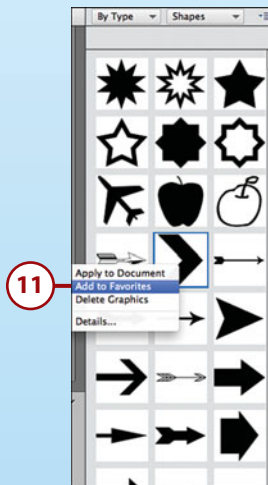 By Type Shapes
Apply to Document
11 Add to Favorites
Delete Graphics
Details...